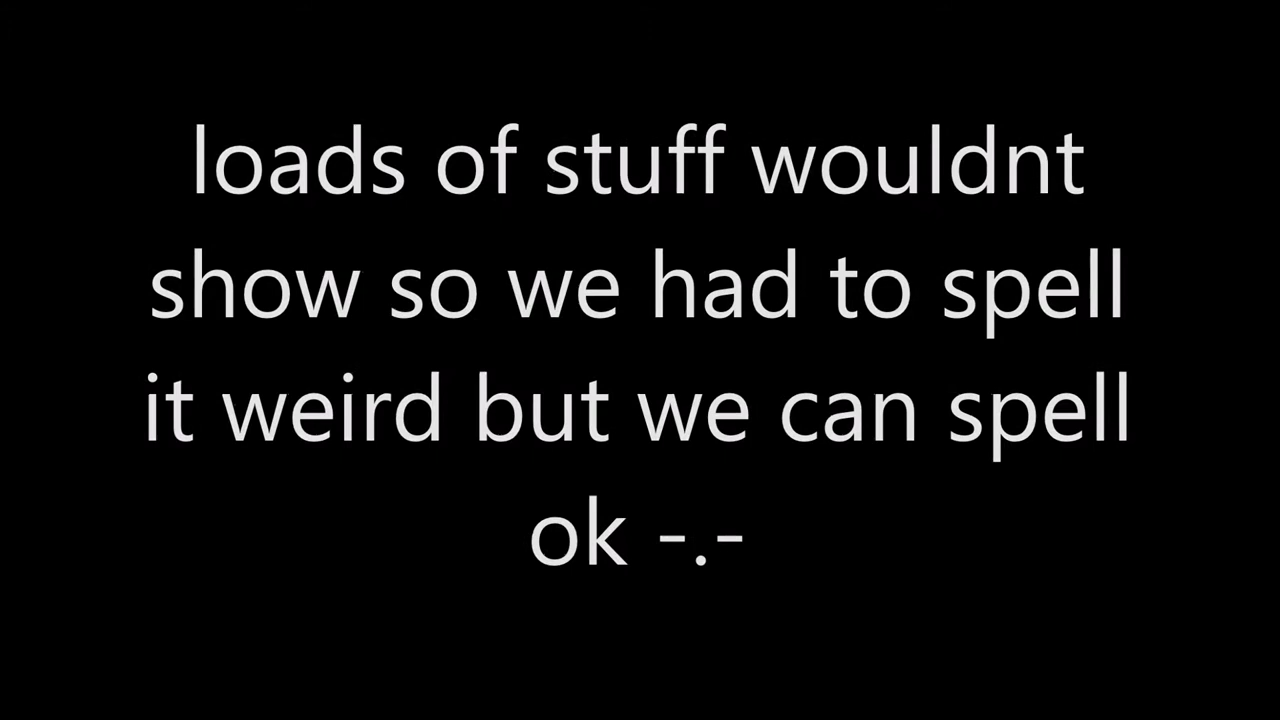 loads of stuff wouldnt
show so we had to spell
it weird but we can spell
ok -.-